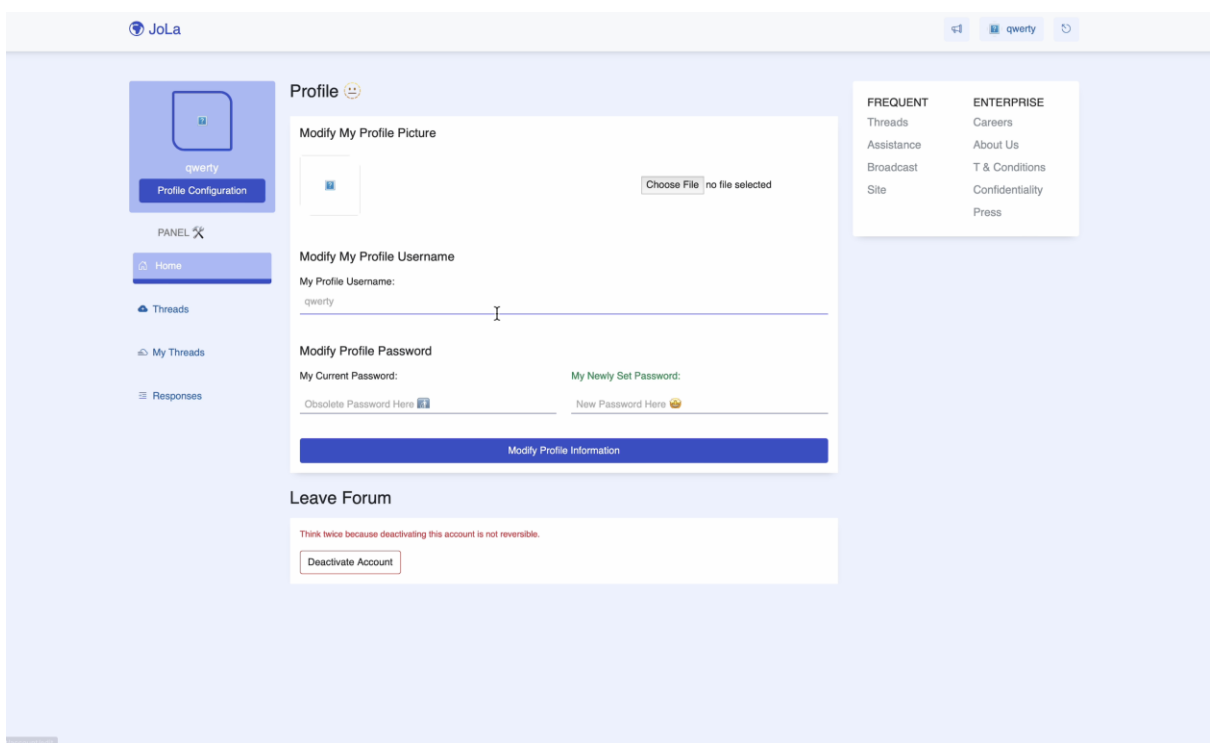 JoLa
qwerty
qwerty
Profile Configuration
PANEL
Home
Threads
My Threads
Responses
Profile
Modify My Profile Picture
Choose File no file selected
Modify My Profile Username
My Profile Username:
qwerty
Modify Profile Password
My Current Password: My Newly Set Password:
Obsolete Password Here New Password Here
Modify Profile Information
Leave Forum
Think twice because deactivating this account is not reversible.
Deactivate Account
FREQUENT
Threads
Assistance
Broadcast
Site
ENTERPRISE
Careers
About Us
T & Conditions
Confidentiality
Press